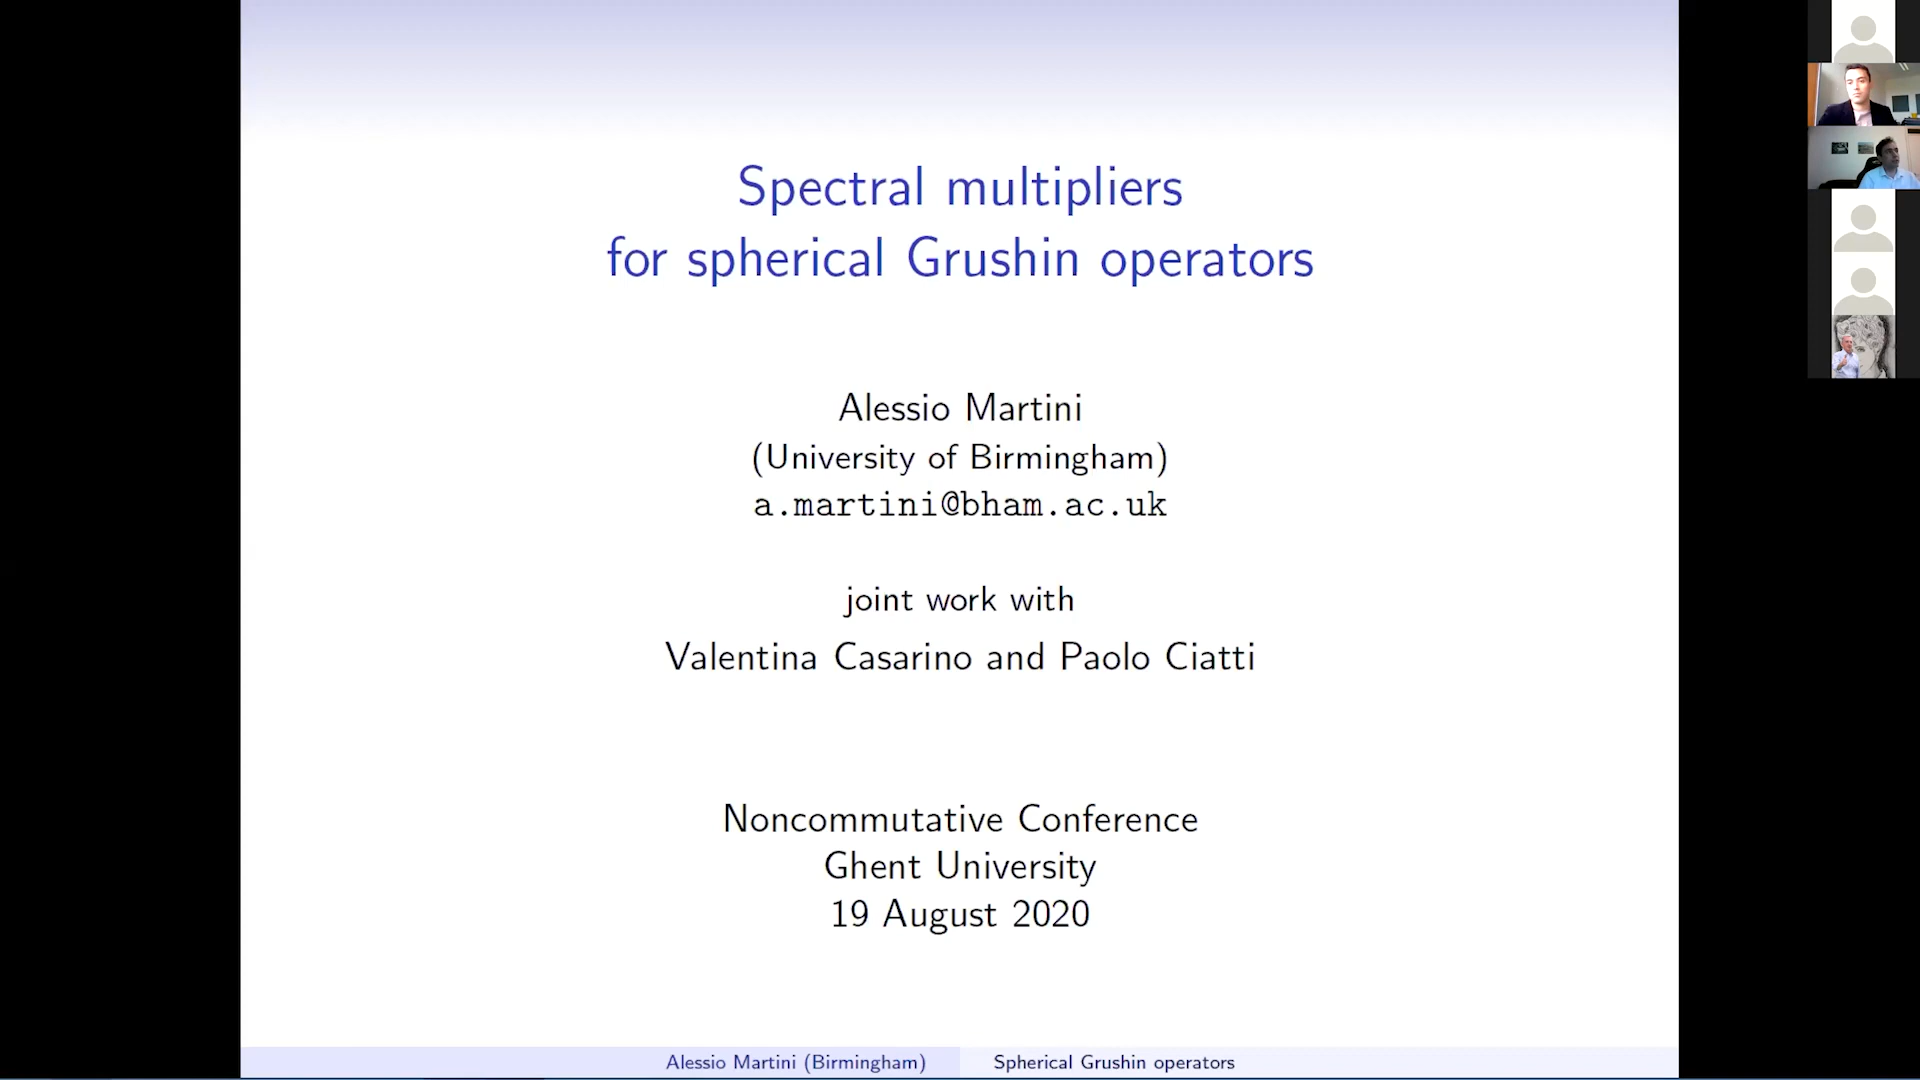 Spectral multipliers
for spherical Grushin operators
Alessio Martini
(University of Birmingham)
a.martini@bham.ac.uk
joint work with
Valentina Casarino and Paolo Ciatti
Noncommutative Conference
Ghent University
19 August 2020
Alessio Martini (Birmingham)
Spherical Grushin operators